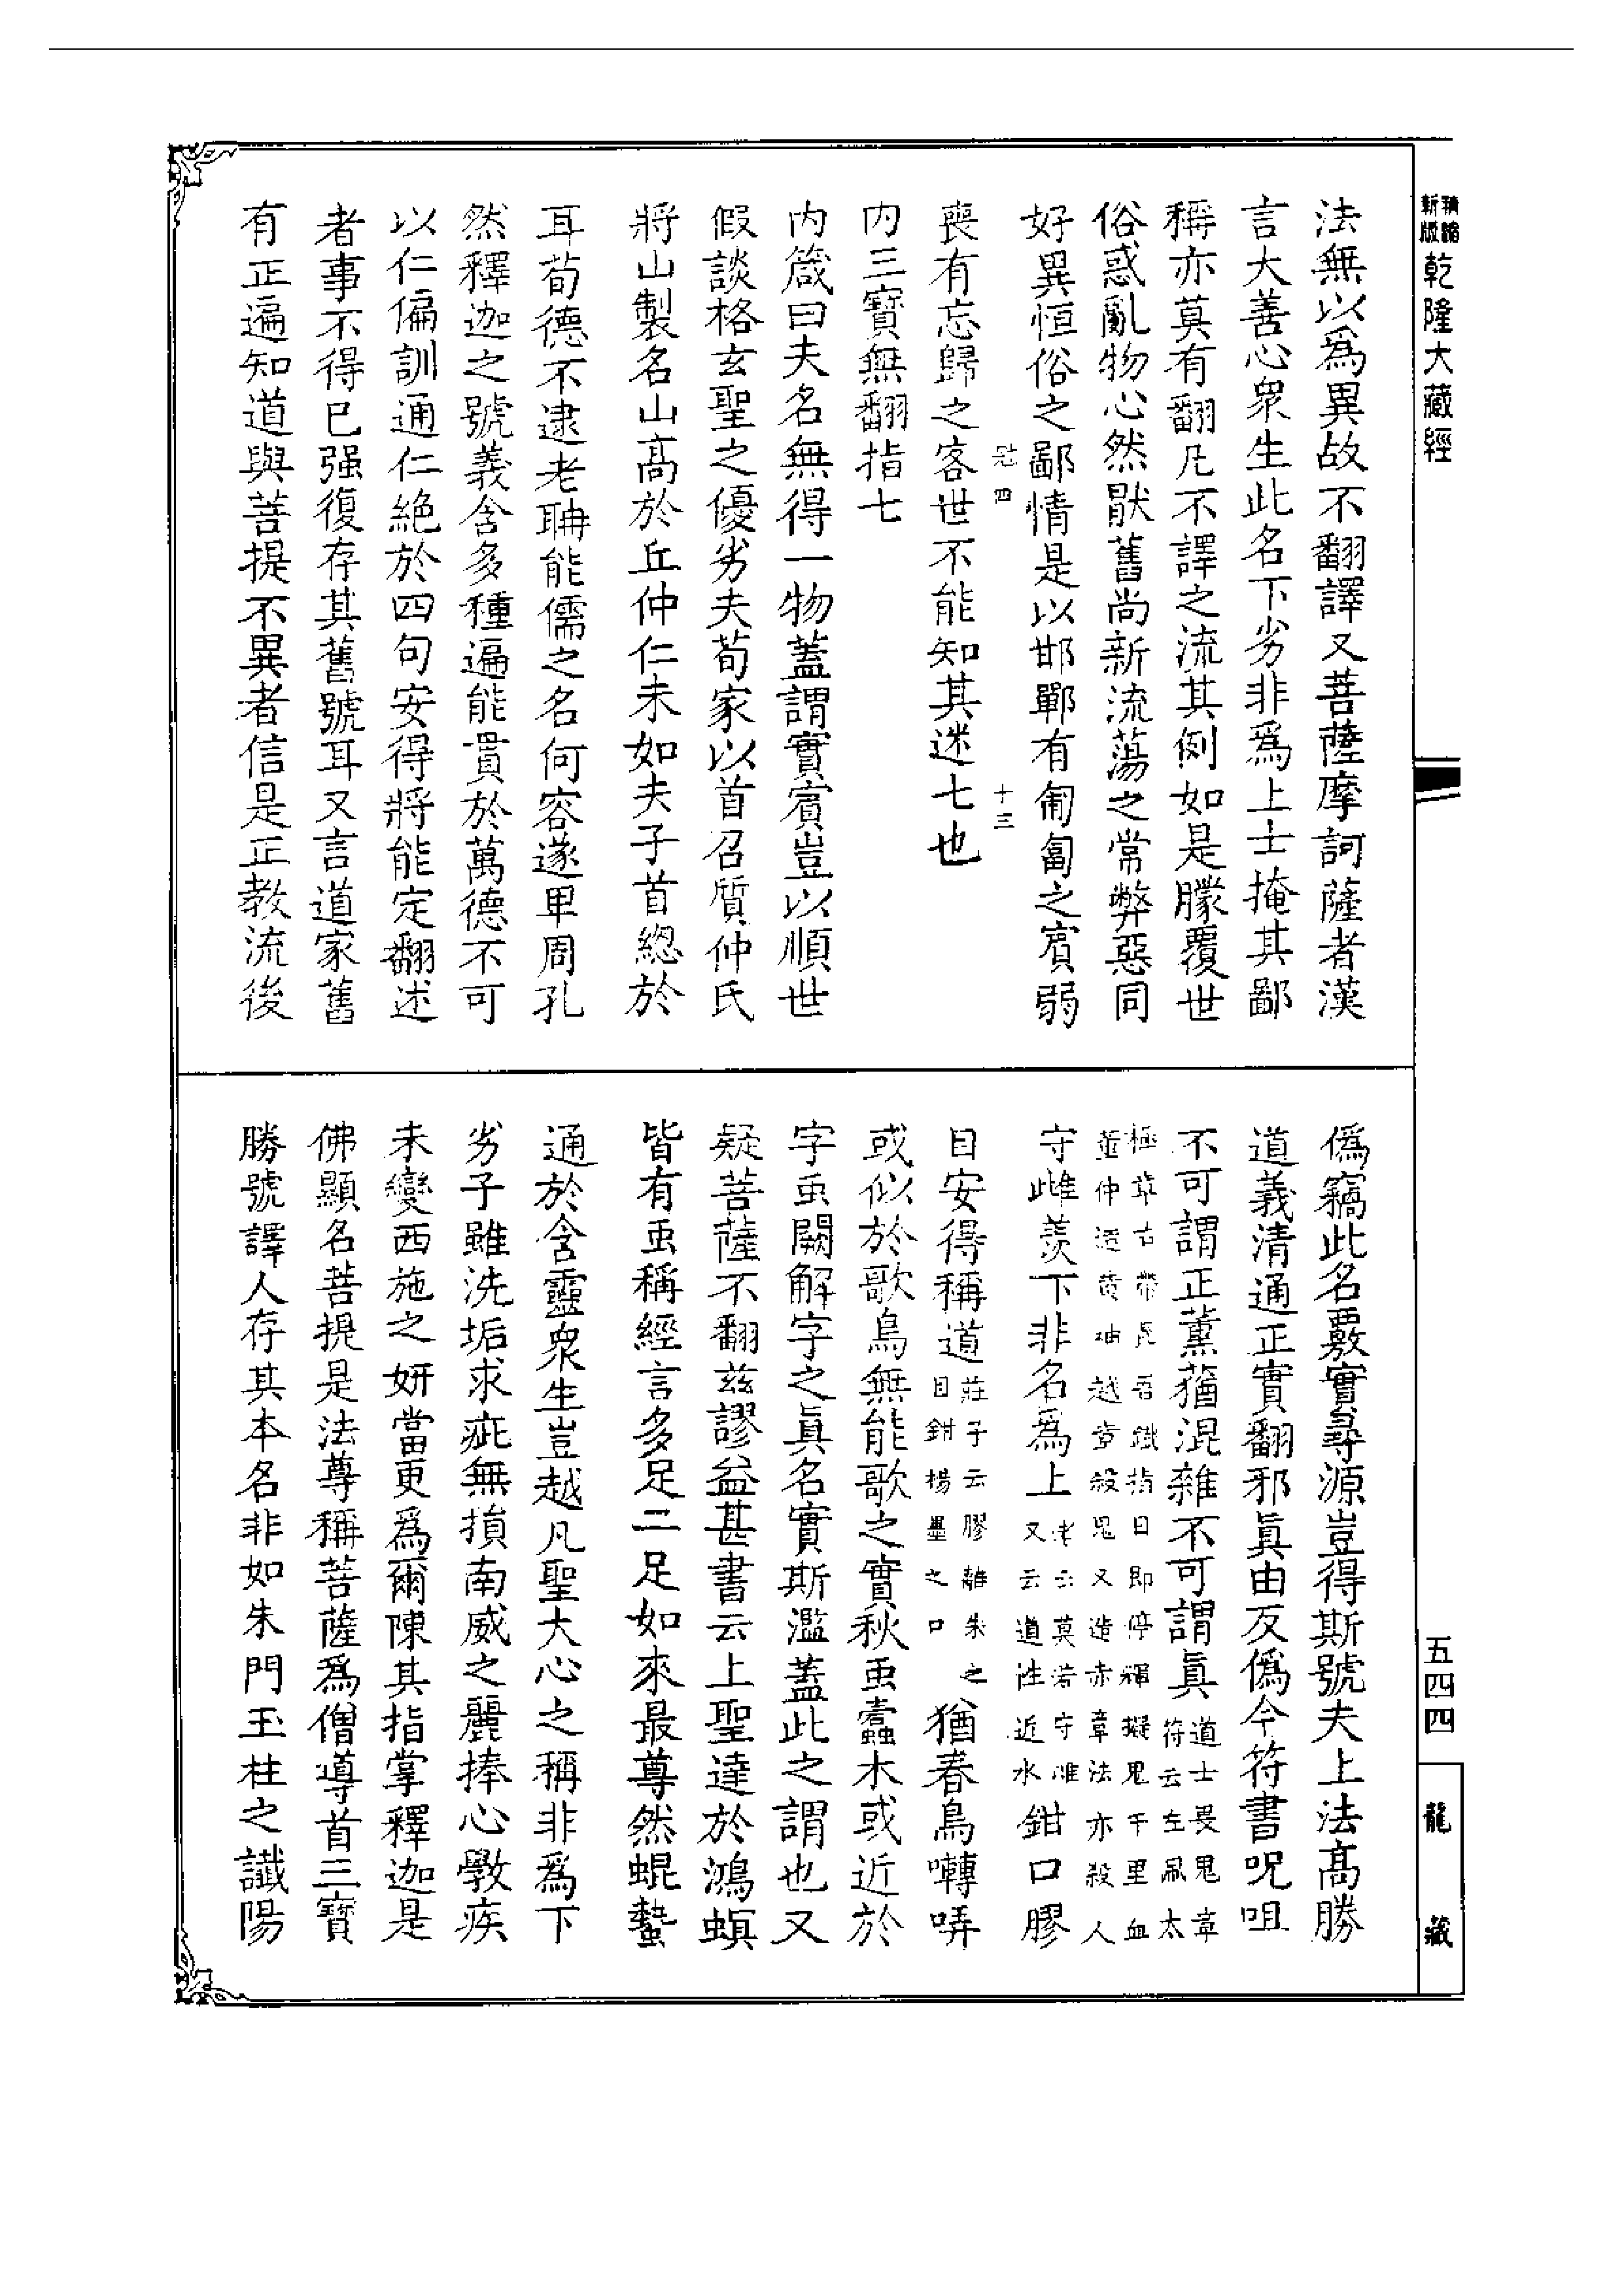 新版精縮乾隆大藏經
法無以爲異故不翻譯又菩薩摩訶薩者漢
言大善心衆生此名下劣非爲上士掩其鄙
稱亦莫有翻凡不譯之流其例如是朦覆世
俗惑亂物心然猒舊尚新流蕩之常弊惡同
好異恒俗之鄙情是以邯鄲有匍匐之賓弱
四 十三
喪有忘歸之客世不能知其迷七也
內三寶無翻指七
內箴曰夫名無得一物蓋謂實賓豈以順世
假談格玄聖之優劣夫荀家以首召質仲氏
將山製名山高於丘仲仁未如夫子首總於
耳荀德不逮老聃能儒之名何容遂卑周孔
然釋迦之號義含多種遍能貫於萬德不可
以仁偏訓通仁絕於四句安得將能定翻述
者事不得已强復存其舊號耳又言道家舊
有正遍知道與菩提不異者信是正教流後
僞竊此名覈實尋源豈得斯號夫上法高勝
道義清通正實翻邪眞由反僞今符書呪咀
不可謂正薰蕕混雜不可謂眞道士畏鬼章符云左佩太
極章右帶昆吾鐵指日即停輝擬鬼千里血董仲造黃神越章殺鬼又造赤章法亦殺人
守雌羨下非名爲上老云莫若守雌又云道性近水鉗口膠
目安得稱道莊子云膠離朱之目鉗楊墨之口猶春鳥囀哢
或似於歌鳥無能歌之實秋䖝蠹木或近於
字䖝闕解字之眞名實斯濫蓋此之謂也又
疑菩薩不翻茲謬益甚書云上聖達於鴻螟
皆有䖝稱經言多足二足如來最尊然蜫蟄
通於含靈衆生豈越凡聖大心之稱非爲下
劣子雖洗垢求疵無損南威之麗捧心斆疾
未變西施之妍當更爲爾陳其指掌釋迦是
佛顯名菩提是法尊稱菩薩爲僧導首三寶
勝號譯人存其本名非如朱門玉柱之讖陽
五四四
龍藏